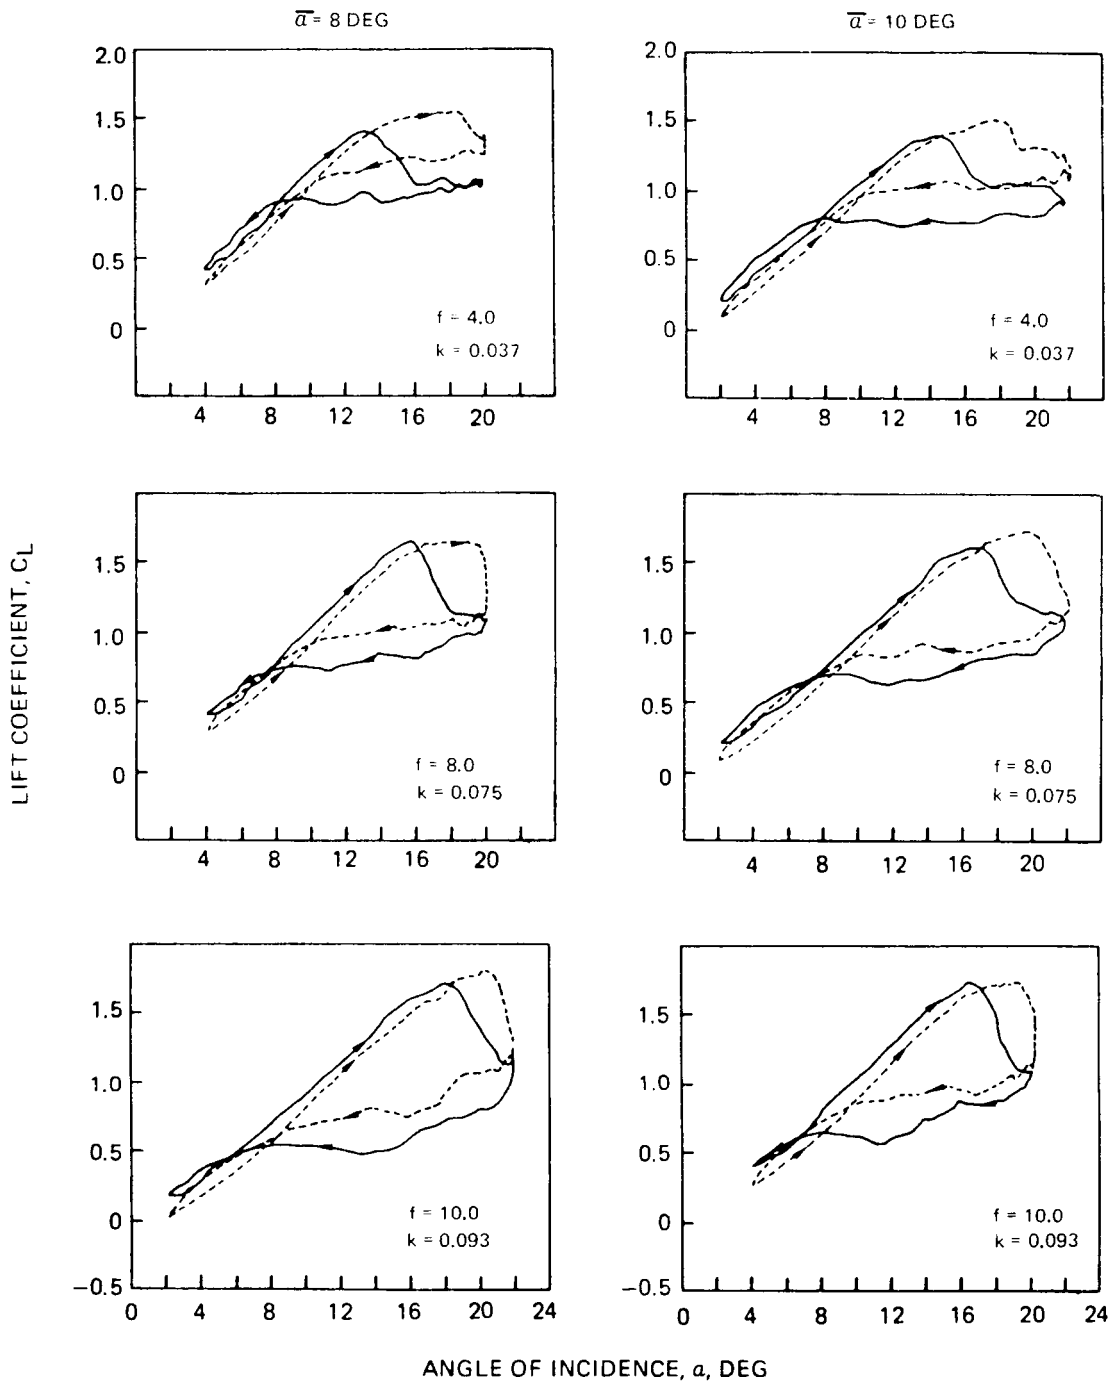 a̅ = 8 DEG
a̅ = 10 DEG
2.0
1.5
1.0
0.5
0
f = 4.0
k = 0.037
4 8 12 16 20
2.0
1.5
1.0
0.5
0
f = 4.0
k = 0.037
4 8 12 16 20
LIFT COEFFICIENT, CL
1.5
1.0
0.5
0
f = 8.0
k = 0.075
4 8 12 16 20
1.5
1.0
0.5
0
f = 8.0
k = 0.075
4 8 12 16 20
1.5
1.0
0.5
0
−0.5
f = 10.0
k = 0.093
0 4 8 12 16 20 24
1.5
1.0
0.5
0
−0.5
f = 10.0
k = 0.093
0 4 8 12 16 20 24
ANGLE OF INCIDENCE, a, DEG